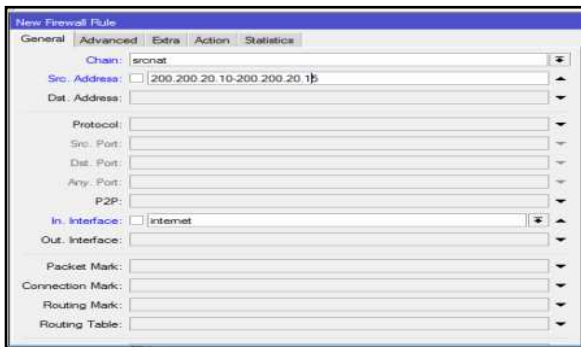 New Firewall Rule
General Advanced Extra Action Statistics
Chain: srcnat
Src. Address: 200.200.20.10-200.200.20.15
Dst. Address:
Protocol:
Src. Port:
Dst. Port:
Any. Port:
P2P:
In. Interface: internet
Out. Interface:
Packet Mark:
Connection Mark:
Routing Mark:
Routing Table: